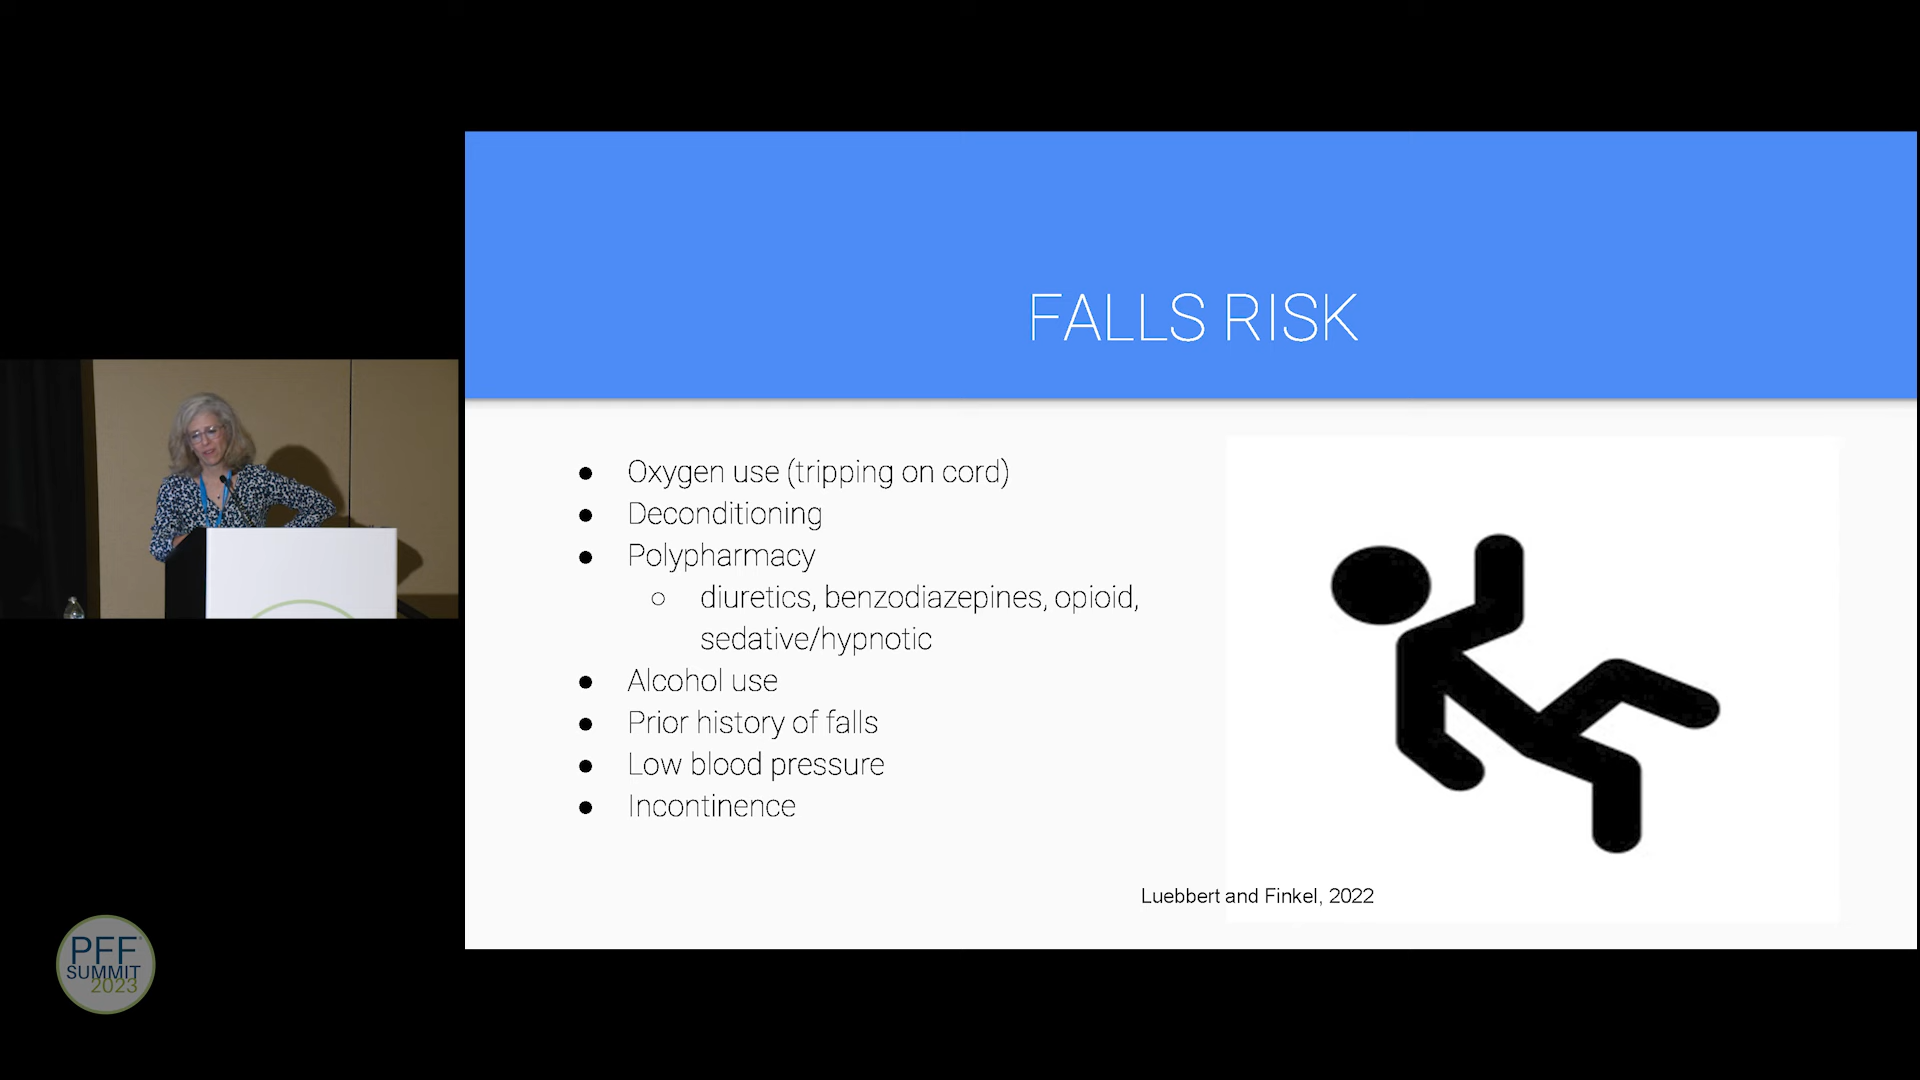 FALLS RISK
● Oxygen use (tripping on cord)
● Deconditioning
● Polypharmacy
○ diuretics, benzodiazepines, opioid,
sedative/hypnotic
● Alcohol use
● Prior history of falls
● Low blood pressure
● Incontinence
Luebbert and Finkel, 2022
PFF
SUMMIT
2023